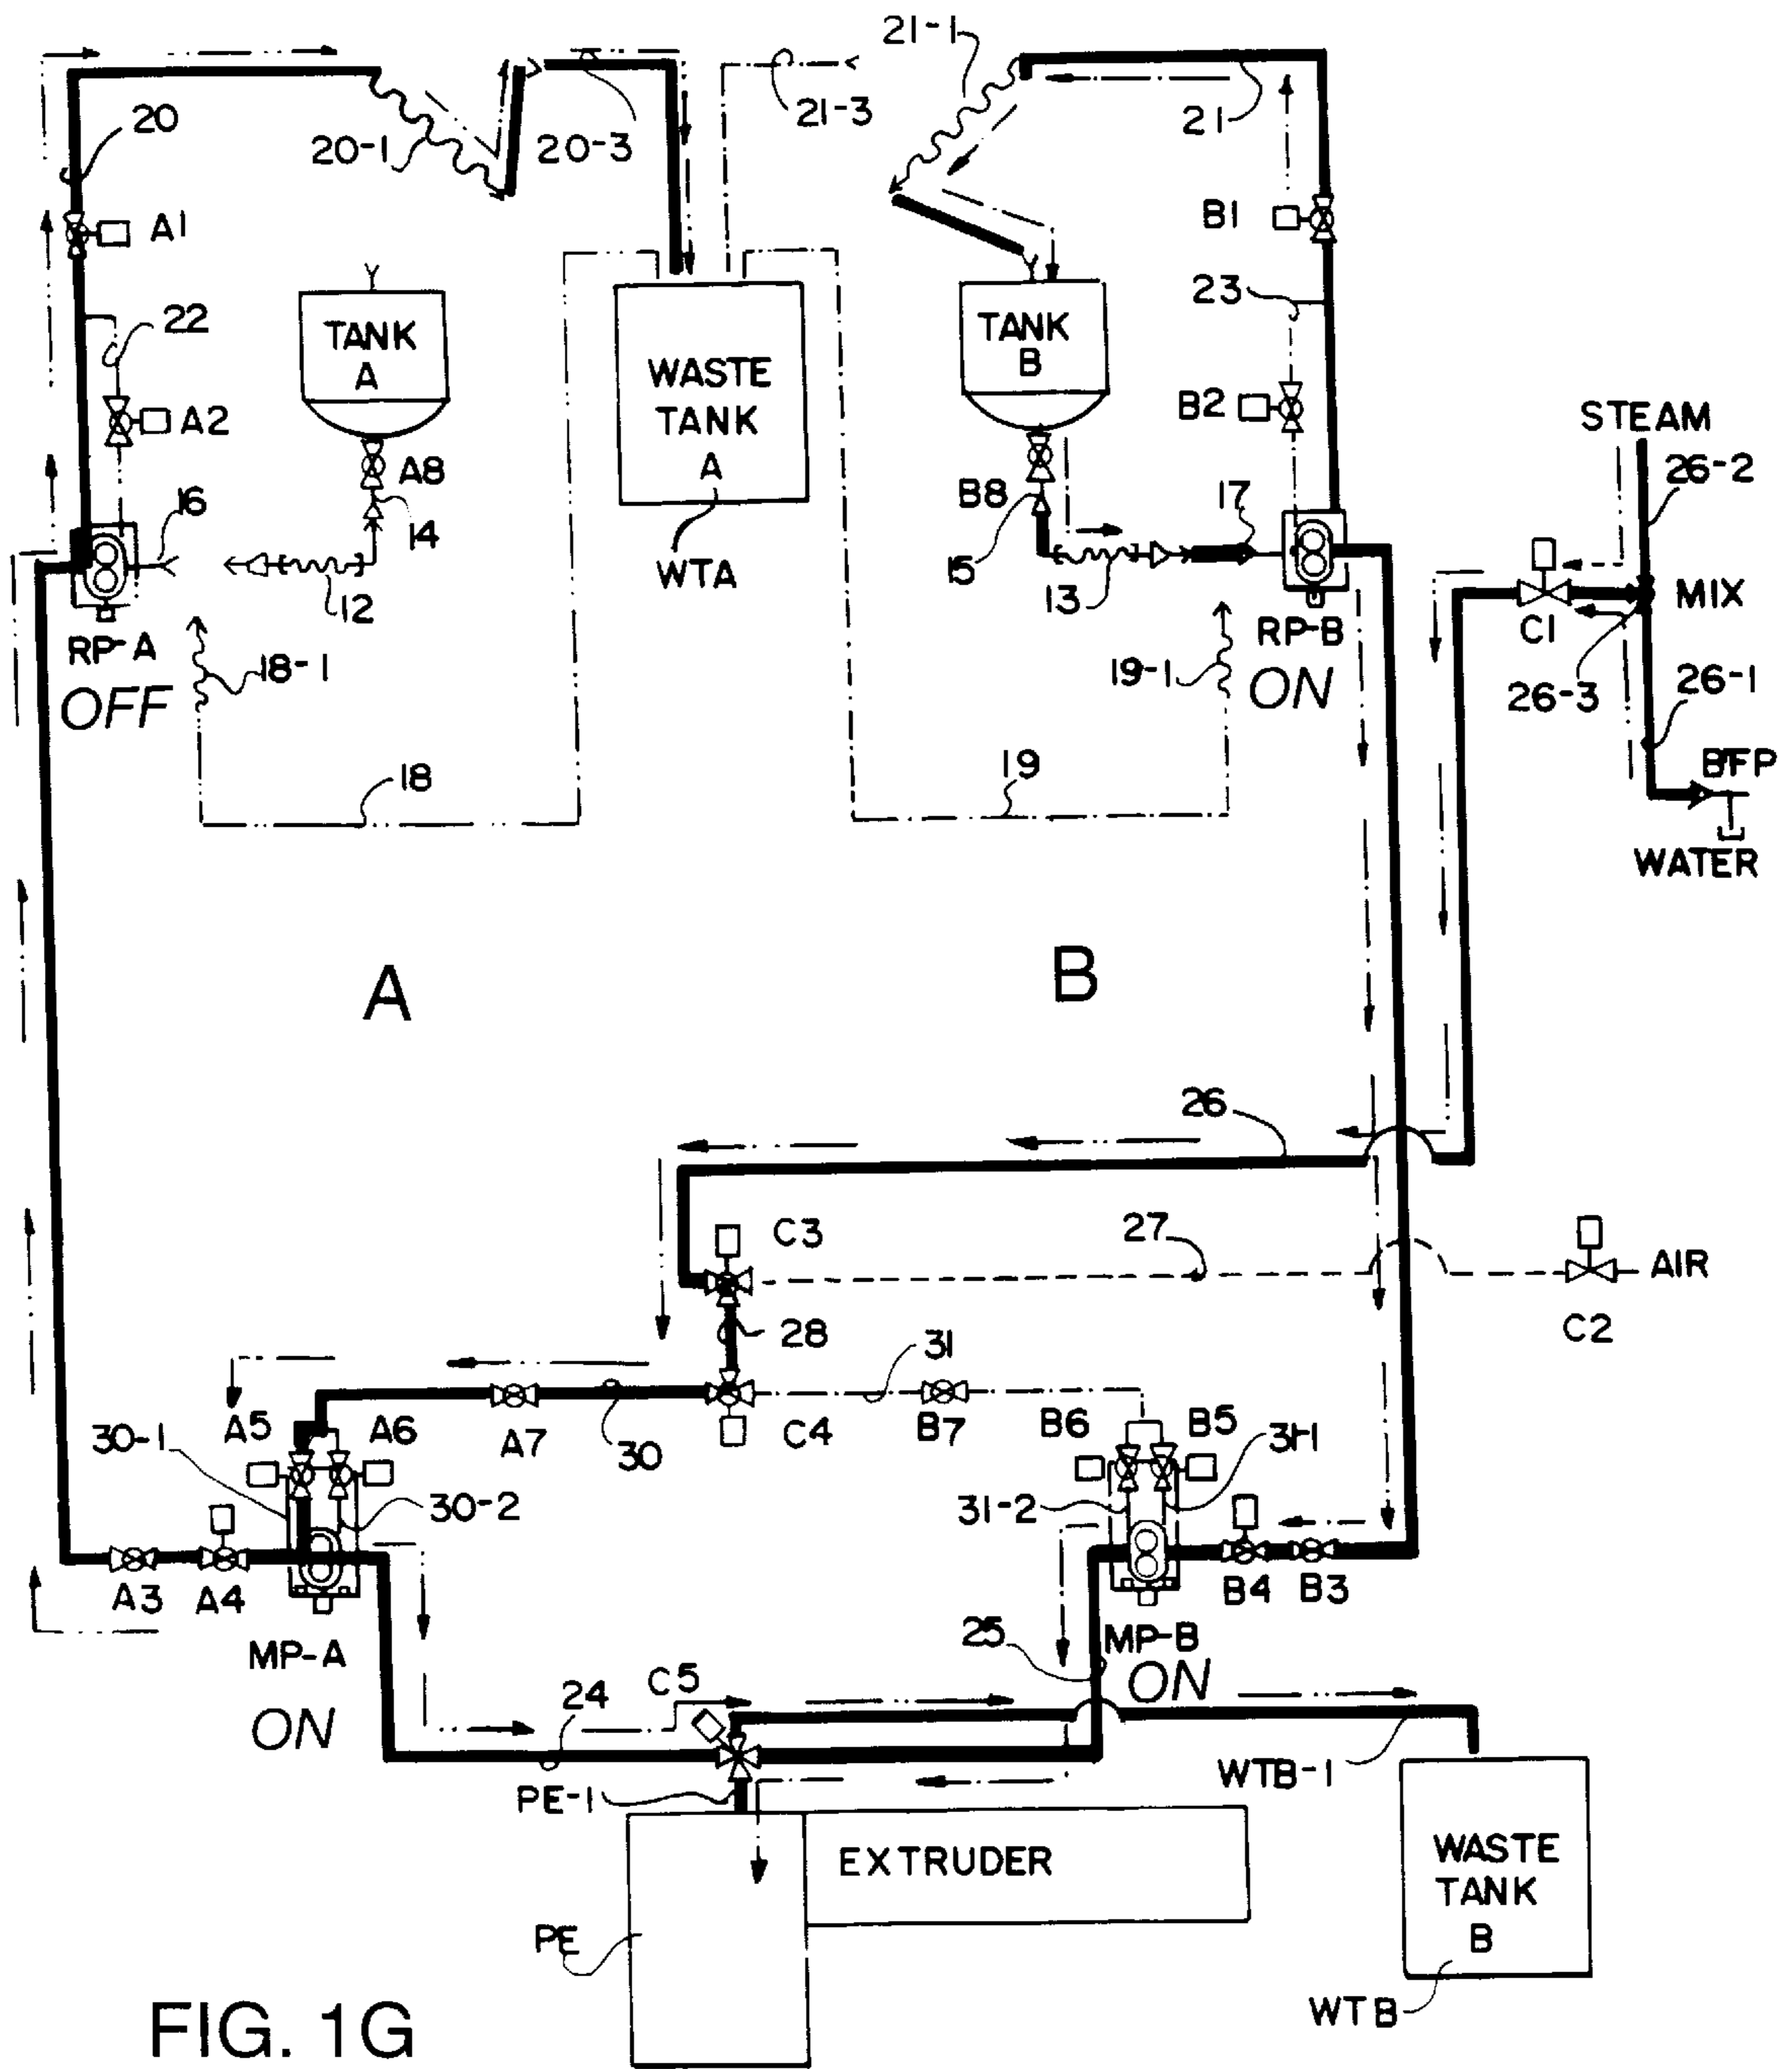 21-1
20
20-1
20-3
21-3
21
A1
B1
22
TANK
A
WASTE
TANK
A
TANK
B
23
A2
B2
STEAM
A8
26-2
16
14
B8
17
WTA
15
MIX
12
13
C1
RP-A
RP-B
18-1
19-1
26-3
26-1
OFF
ON
BFP
18
19
WATER
A
B
26
C3
27
AIR
28
C2
31
A5
A6
B6
B5
30-1
A7
30
C4
B7
31-1
30-2
31-2
A3
A4
B4
B3
MP-A
25
MP-B
C5
ON
24
ON
PE-1
WTB-1
EXTRUDER
WASTE
TANK
B
PE
WTB
FIG. 1G